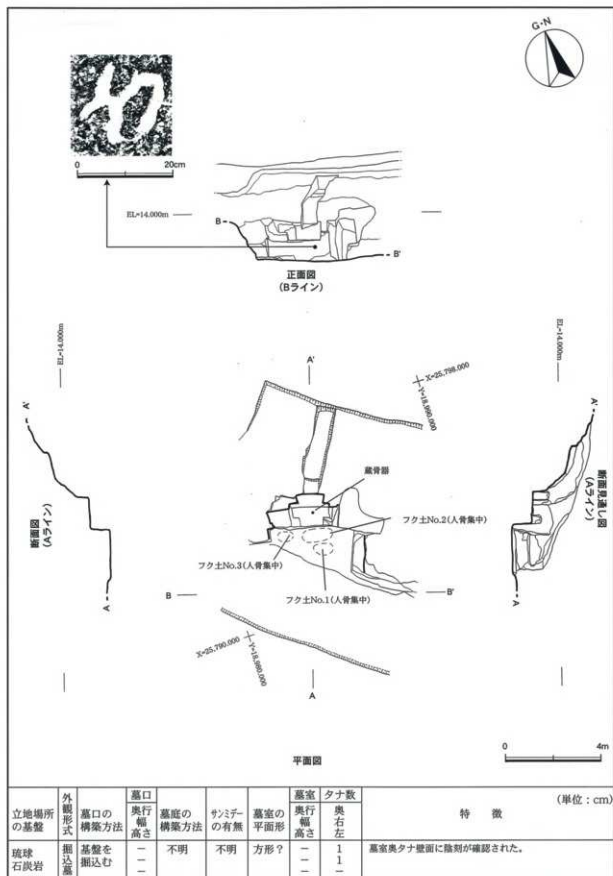 G·N
0 20cm
EL=14.000m
B
B'
正面図
(Bライン)
EL=14.000m
A'
X=25,798.000
Y=18,990.000
EL=14.000m
A'
A'
蔵骨器
断面図
(Aライン)
断面見通し図
(Aライン)
フク土No.2(人骨集中)
フク土No.3(人骨集中)
フク土No.1(人骨集中)
A
B
B'
A
X=25,790.000
Y=18,980.000
A
0 4m
平面図
(単位:cm)
立地場所の基盤 外観形式 墓口の構築方法 墓口 奥行 幅 高さ 墓庭の構築方法 サンミデーの有無 墓室の平面形 墓室 奥行 幅 高さ タナ数 奥 右 左 特徴
琉球石炭岩 掘込墓 基盤を掘込む - - - 不明 不明 方形? - - - 1 1 - 墓室奥タナ壁面に陰刻が確認された。